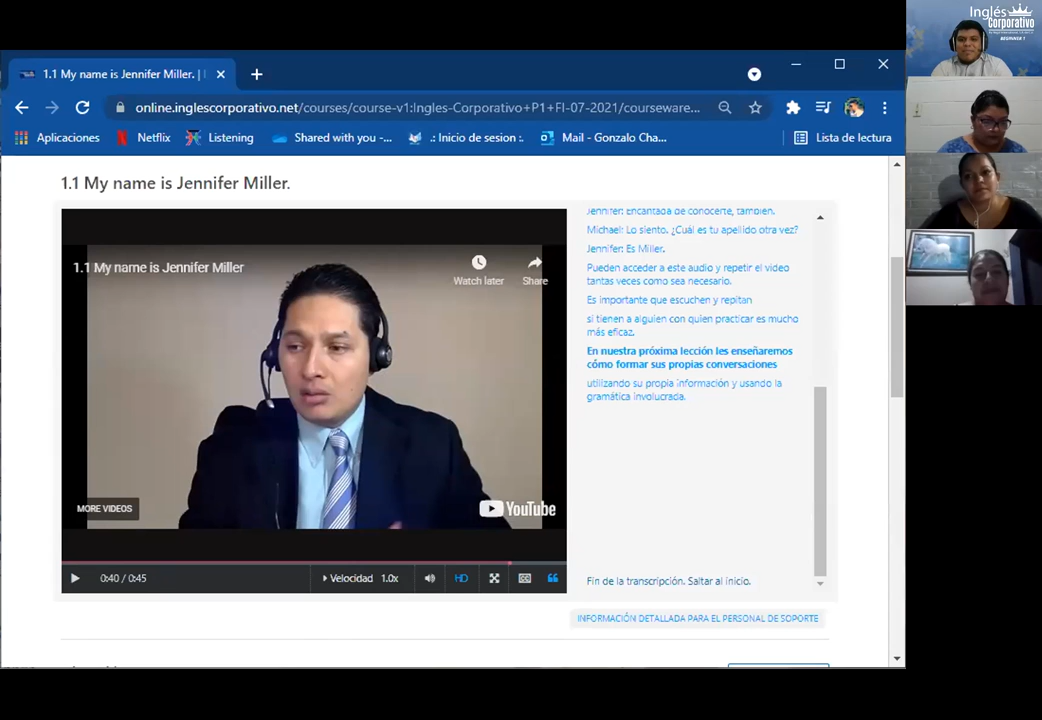 Inglés
Corporativo
BEGINNER 1
1.1 My name is Jennifer Miller. |
online.inglescorporativo.net/courses/course-v1:Ingles-Corporativo+P1+FI-07-2021/courseware...
Aplicaciones
Netflix
Listening
Shared with you -...
.: Inicio de sesion :.
Mail - Gonzalo Cha...
Lista de lectura
1.1 My name is Jennifer Miller.
1.1 My name is Jennifer Miller
Watch later
Share
MORE VIDEOS
YouTube
0:40 / 0:45
Velocidad 1.0x
HD
Jennifer: Encantada de conocerte, también.
Michael: Lo siento. ¿Cuál es tu apellido otra vez?
Jennifer: Es Miller.
Pueden acceder a este audio y repetir el video
tantas veces como sea necesario.
Es importante que escuchen y repitan
si tienen a alguien con quien practicar es mucho
más eficaz.
En nuestra próxima lección les enseñaremos
cómo formar sus propias conversaciones
utilizando su propia información y usando la
gramática involucrada.
Fin de la transcripción. Saltar al inicio.
INFORMACIÓN DETALLADA PARA EL PERSONAL DE SOPORTE